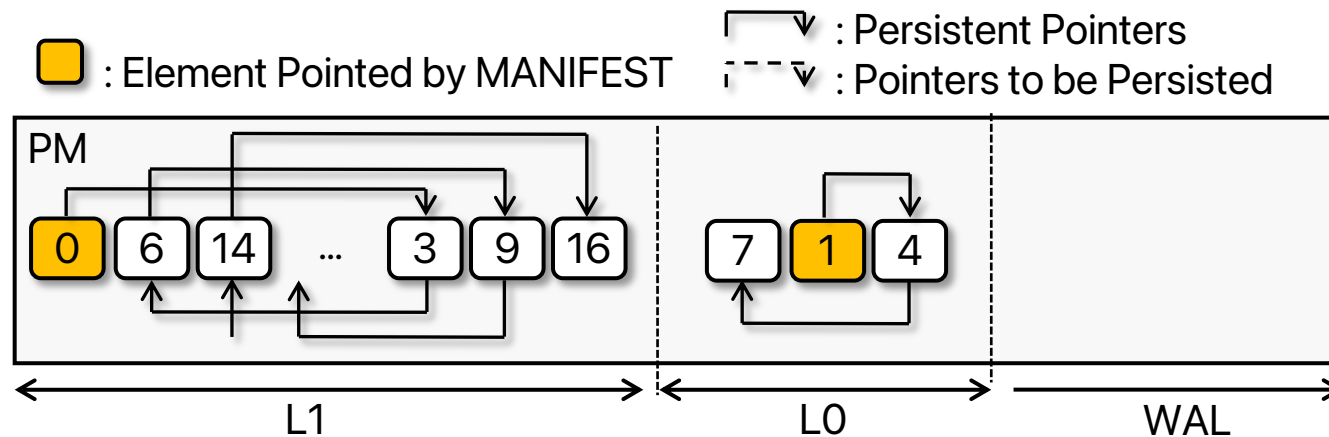 : Element Pointed by MANIFEST
: Persistent Pointers
: Pointers to be Persisted
PM
0 6 14 ... 3 9 16 7 1 4
L1 L0 WAL